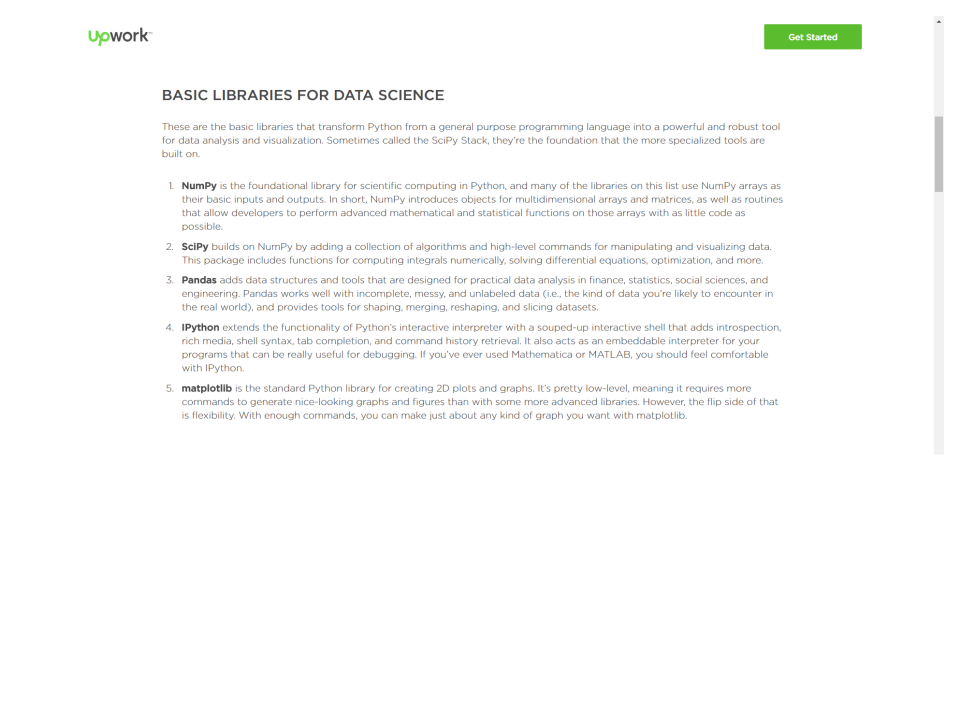 upwork™
Get Started
BASIC LIBRARIES FOR DATA SCIENCE
These are the basic libraries that transform Python from a general purpose programming language into a powerful and robust tool
for data analysis and visualization. Sometimes called the SciPy Stack, they're the foundation that the more specialized tools are
built on.
1. NumPy is the foundational library for scientific computing in Python, and many of the libraries on this list use NumPy arrays as
their basic inputs and outputs. In short, NumPy introduces objects for multidimensional arrays and matrices, as well as routines
that allow developers to perform advanced mathematical and statistical functions on those arrays with as little code as
possible.
2. SciPy builds on NumPy by adding a collection of algorithms and high-level commands for manipulating and visualizing data.
This package includes functions for computing integrals numerically, solving differential equations, optimization, and more.
3. Pandas adds data structures and tools that are designed for practical data analysis in finance, statistics, social sciences, and
engineering. Pandas works well with incomplete, messy, and unlabeled data (i.e., the kind of data you're likely to encounter in
the real world), and provides tools for shaping, merging, reshaping, and slicing datasets.
4. IPython extends the functionality of Python's interactive interpreter with a souped-up interactive shell that adds introspection,
rich media, shell syntax, tab completion, and command history retrieval. It also acts as an embeddable interpreter for your
programs that can be really useful for debugging. If you've ever used Mathematica or MATLAB, you should feel comfortable
with IPython.
5. matplotlib is the standard Python library for creating 2D plots and graphs. It's pretty low-level, meaning it requires more
commands to generate nice-looking graphs and figures than with some more advanced libraries. However, the flip side of that
is flexibility. With enough commands, you can make just about any kind of graph you want with matplotlib.